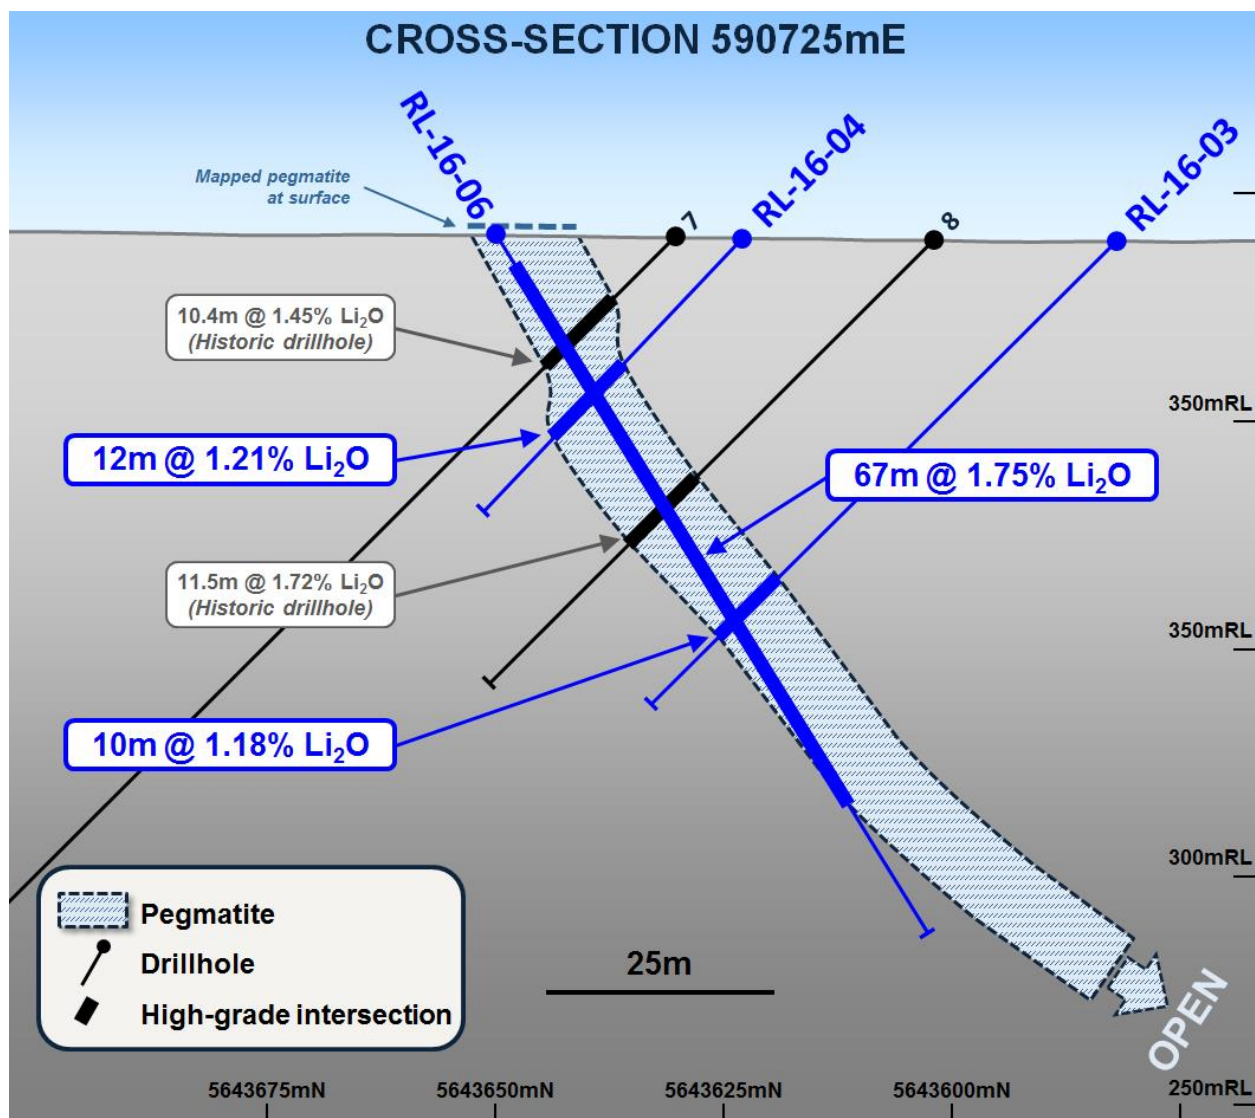 CROSS-SECTION 590725mE
RL-16-06
RL-16-04
RL-16-03
Mapped pegmatite
at surface
7
8
10.4m @ 1.45% Li₂O
(Historic drillhole)
350mRL
12m @ 1.21% Li₂O
67m @ 1.75% Li₂O
11.5m @ 1.72% Li₂O
(Historic drillhole)
350mRL
10m @ 1.18% Li₂O
300mRL
Pegmatite
Drillhole
High-grade intersection
25m
OPEN
5643675mN
5643650mN
5643625mN
5643600mN
250mRL